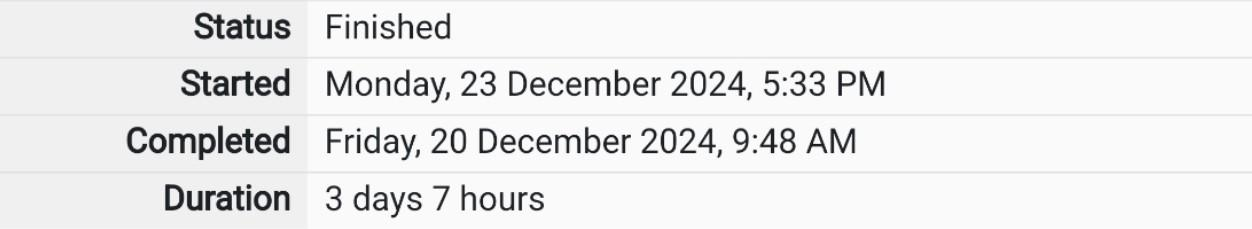 Status Finished
Started Monday, 23 December 2024, 5:33 PM
Completed Friday, 20 December 2024, 9:48 AM
Duration 3 days 7 hours